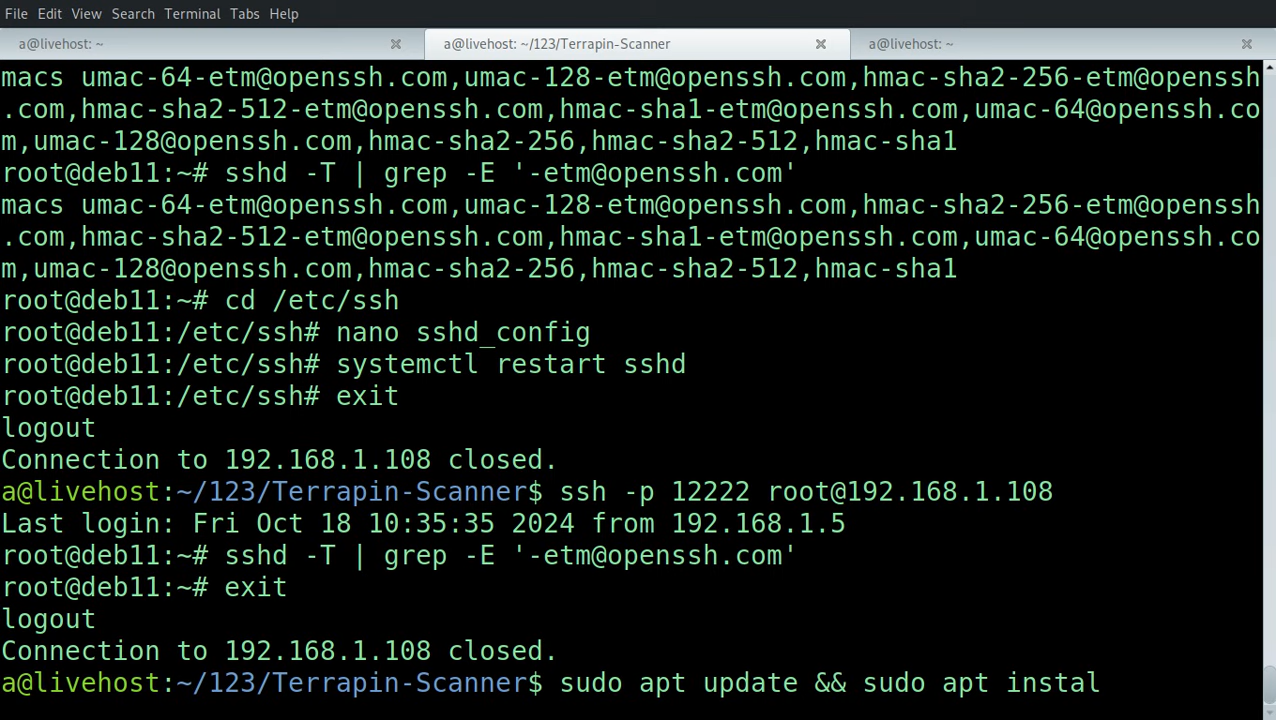 File Edit View Search Terminal Tabs Help
a@livehost: ~ a@livehost: ~/123/Terrapin-Scanner a@livehost: ~
macs umac-64-etm@openssh.com,umac-128-etm@openssh.com,hmac-sha2-256-etm@openssh
.com,hmac-sha2-512-etm@openssh.com,hmac-sha1-etm@openssh.com,umac-64@openssh.co
m,umac-128@openssh.com,hmac-sha2-256,hmac-sha2-512,hmac-sha1
root@deb11:~# sshd -T | grep -E '-etm@openssh.com'
macs umac-64-etm@openssh.com,umac-128-etm@openssh.com,hmac-sha2-256-etm@openssh
.com,hmac-sha2-512-etm@openssh.com,hmac-sha1-etm@openssh.com,umac-64@openssh.co
m,umac-128@openssh.com,hmac-sha2-256,hmac-sha2-512,hmac-sha1
root@deb11:~# cd /etc/ssh
root@deb11:/etc/ssh# nano sshd_config
root@deb11:/etc/ssh# systemctl restart sshd
root@deb11:/etc/ssh# exit
logout
Connection to 192.168.1.108 closed.
a@livehost:~/123/Terrapin-Scanner$ ssh -p 12222 root@192.168.1.108
Last login: Fri Oct 18 10:35:35 2024 from 192.168.1.5
root@deb11:~# sshd -T | grep -E '-etm@openssh.com'
root@deb11:~# exit
logout
Connection to 192.168.1.108 closed.
a@livehost:~/123/Terrapin-Scanner$ sudo apt update && sudo apt instal